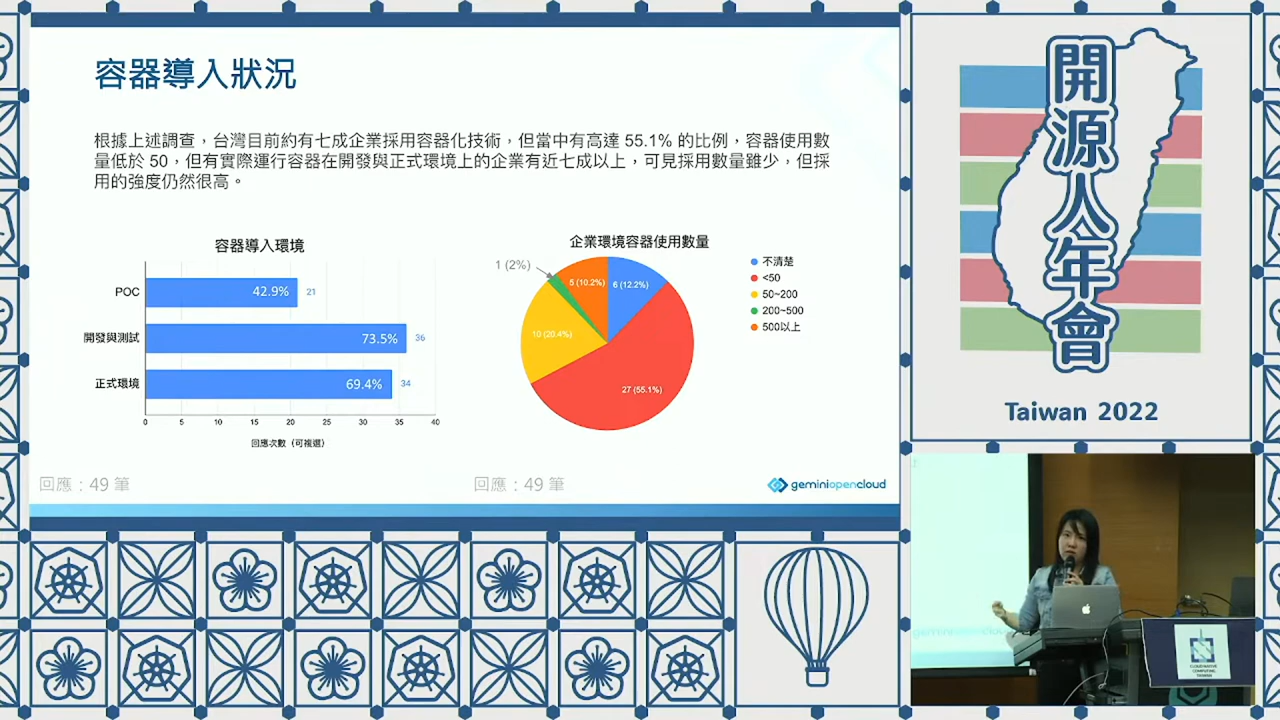 容器導入狀況
根據上述調查，台灣目前約有七成企業採用容器化技術，但當中有高達 55.1% 的比例，容器使用數
量低於 50，但有實際運行容器在開發與正式環境上的企業有近七成以上，可見採用數量雖少，但採
用的強度仍然很高。
容器導入環境
POC
42.9%
21
開發與測試
73.5%
36
正式環境
69.4%
34
0 5 10 15 20 25 30 35 40
回應次數（可複選）
回應：49 筆
企業環境容器使用數量
1 (2%)
5 (10.2%)
6 (12.2%)
10 (20.4%)
27 (55.1%)
不清楚
<50
50~200
200~500
500以上
回應：49 筆
geminiopencloud
開源人年會
Taiwan 2022
geminiopenclou
CLOUD NATIVE
COMPUTING
TAIWAN